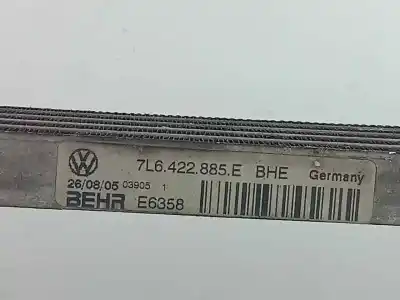 7L6.422.885.E BHE Germany
26/08/05 03905 1
BEHR E6358